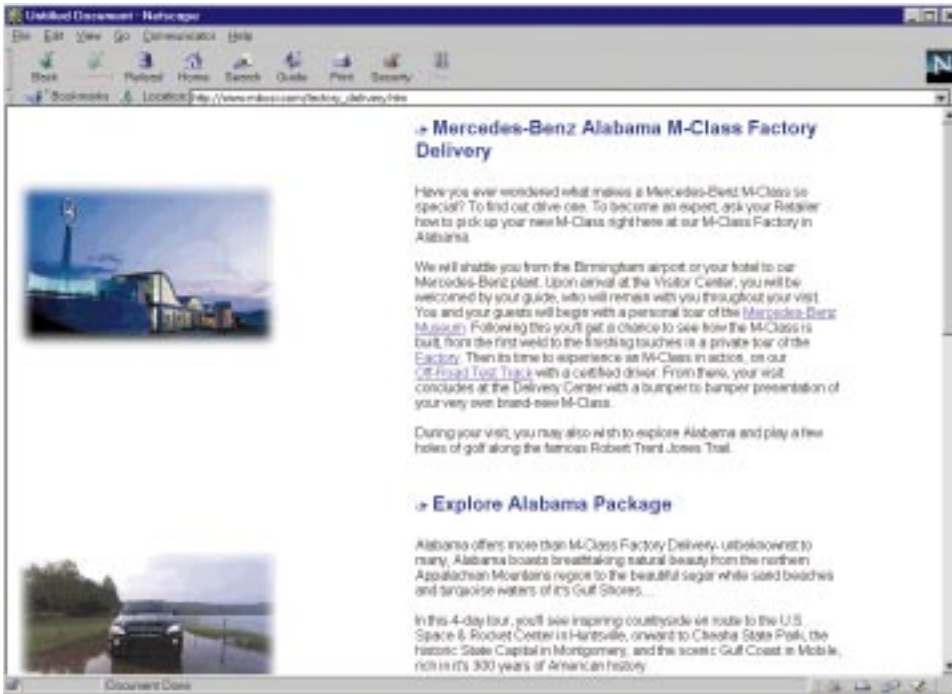 Untitled Document - Netscape
File Edit View Go Communicator Help
Back Reload Home Search Guide Print Security
Bookmarks Location: http://www.mbusi.com/factory_delivery.htm
N
Mercedes-Benz Alabama M-Class Factory
Delivery
Have you ever wondered what makes a Mercedes-Benz M-Class so
special? To find out drive one. To become an expert, ask your Retailer
how to pick up your new M-Class right here at our M-Class Factory in
Alabama.
We will shuttle you from the Birmingham airport or your hotel to our
Mercedes-Benz plant. Upon arrival at the Visitor Center, you will be
welcomed by your guide, who will remain with you throughout your visit.
You and your guests will begin with a personal tour of the Mercedes-Benz
Museum. Following this you'll get a chance to see how the M-Class is
built, from the first weld to the finishing touches in a private tour of the
Factory. Then its time to experience an M-Class in action, on our
Off-Road Test Track with a certified driver. From there, your visit
concludes at the Delivery Center with a bumper to bumper presentation of
your very own brand-new M-Class.
During your visit, you may also wish to explore Alabama and play a few
holes of golf along the famous Robert Trent Jones Trail.
Explore Alabama Package
Alabama offers more than M-Class Factory Delivery- unbeknownst to
many, Alabama boasts breathtaking natural beauty from the northern
Appalachian Mountains region to the beautiful sugar white sand beaches
and turquoise waters of it's Gulf Shores....
In this 4-day tour, you'll see inspiring countryside en route to the U.S.
Space & Rocket Center in Huntsville, onward to Cheaha State Park, the
historic State Capital in Montgomery, and the scenic Gulf Coast in Mobile,
rich in it's 300 years of American history.
Document: Done